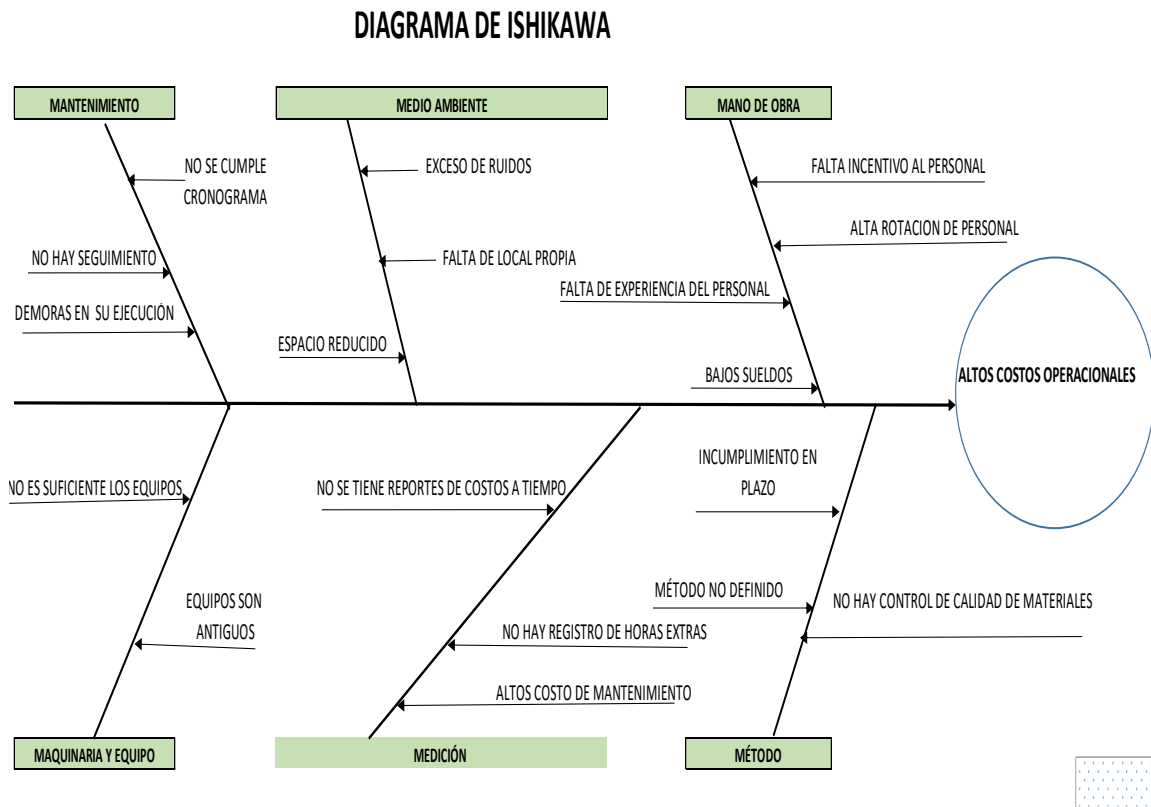 DIAGRAMA DE ISHIKAWA
MANTENIMIENTO
MEDIO AMBIENTE
MANO DE OBRA
NO SE CUMPLE
CRONOGRAMA
EXCESO DE RUIDOS
FALTA INCENTIVO AL PERSONAL
ALTA ROTACION DE PERSONAL
NO HAY SEGUIMIENTO
FALTA DE LOCAL PROPIA
FALTA DE EXPERIENCIA DEL PERSONAL
DEMORAS EN SU EJECUCIÓN
ESPACIO REDUCIDO
BAJOS SUELDOS
ALTOS COSTOS OPERACIONALES
INCUMPLIMIENTO EN
PLAZO
NO ES SUFICIENTE LOS EQUIPOS
NO SE TIENE REPORTES DE COSTOS A TIEMPO
EQUIPOS SON
ANTIGUOS
MÉTODO NO DEFINIDO
NO HAY CONTROL DE CALIDAD DE MATERIALES
NO HAY REGISTRO DE HORAS EXTRAS
ALTOS COSTO DE MANTENIMIENTO
MAQUINARIA Y EQUIPO
MEDICIÓN
MÉTODO